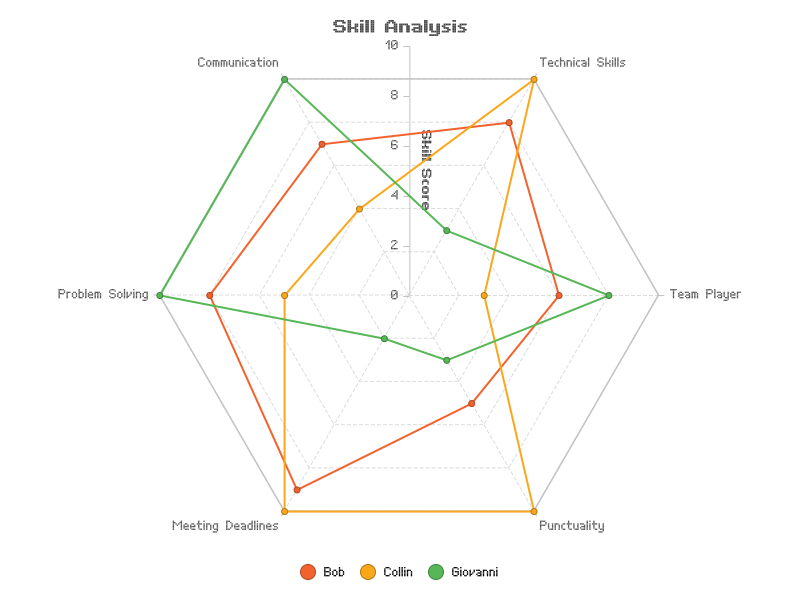 Skill Analysis
10
Communication
Technical Skills
8
6
Skill Score
4
2
Problem Solving
0
Team Player
Meeting Deadlines
Punctuality
Bob
Collin
Giovanni